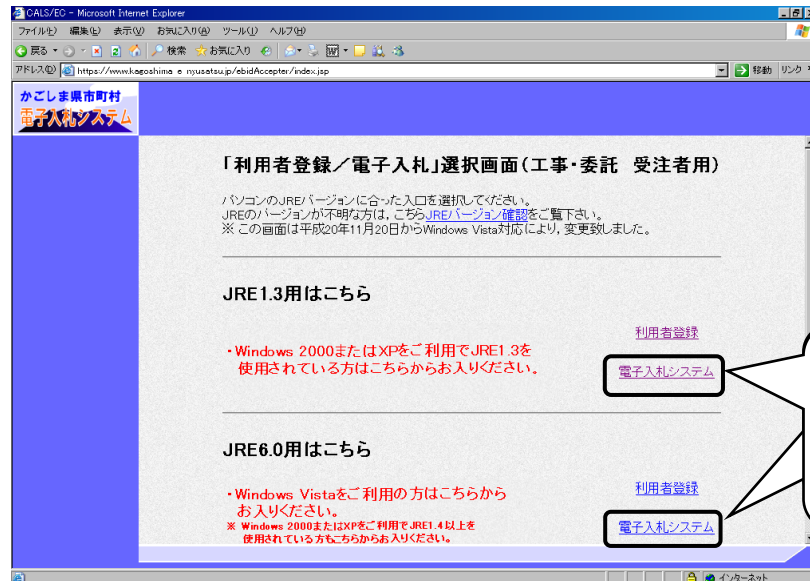 CALS/EC - Microsoft Internet Explorer
ファイル(F) 編集(E) 表示(V) お気に入り(A) ツール(T) ヘルプ(H)
戻る 検索 お気に入り
アドレス(D) https://www.kagoshima-e-nyusatsu.jp/ebidAccepter/index.jsp 移動 リンク
かごしま県市町村
電子入札システム
「利用者登録／電子入札」選択画面(工事・委託 受注者用)
パソコンのJREバージョンに合った入口を選択してください。
JREのバージョンが不明な方は，こちらJREバージョン確認をご覧下さい。
※ この画面は平成20年11月20日からWindows Vista対応により，変更致しました。
JRE1.3用はこちら
利用者登録
・Windows 2000またはXPをご利用でJRE1.3を
使用されている方はこちらからお入りください。
電子入札システム
JRE6.0用はこちら
・Windows Vistaをご利用の方はこちらから
お入りください。
利用者登録
※ Windows 2000またはXPをご利用でJRE1.4以上を
使用されている方もこちらからお入りください。
電子入札システム
インターネット